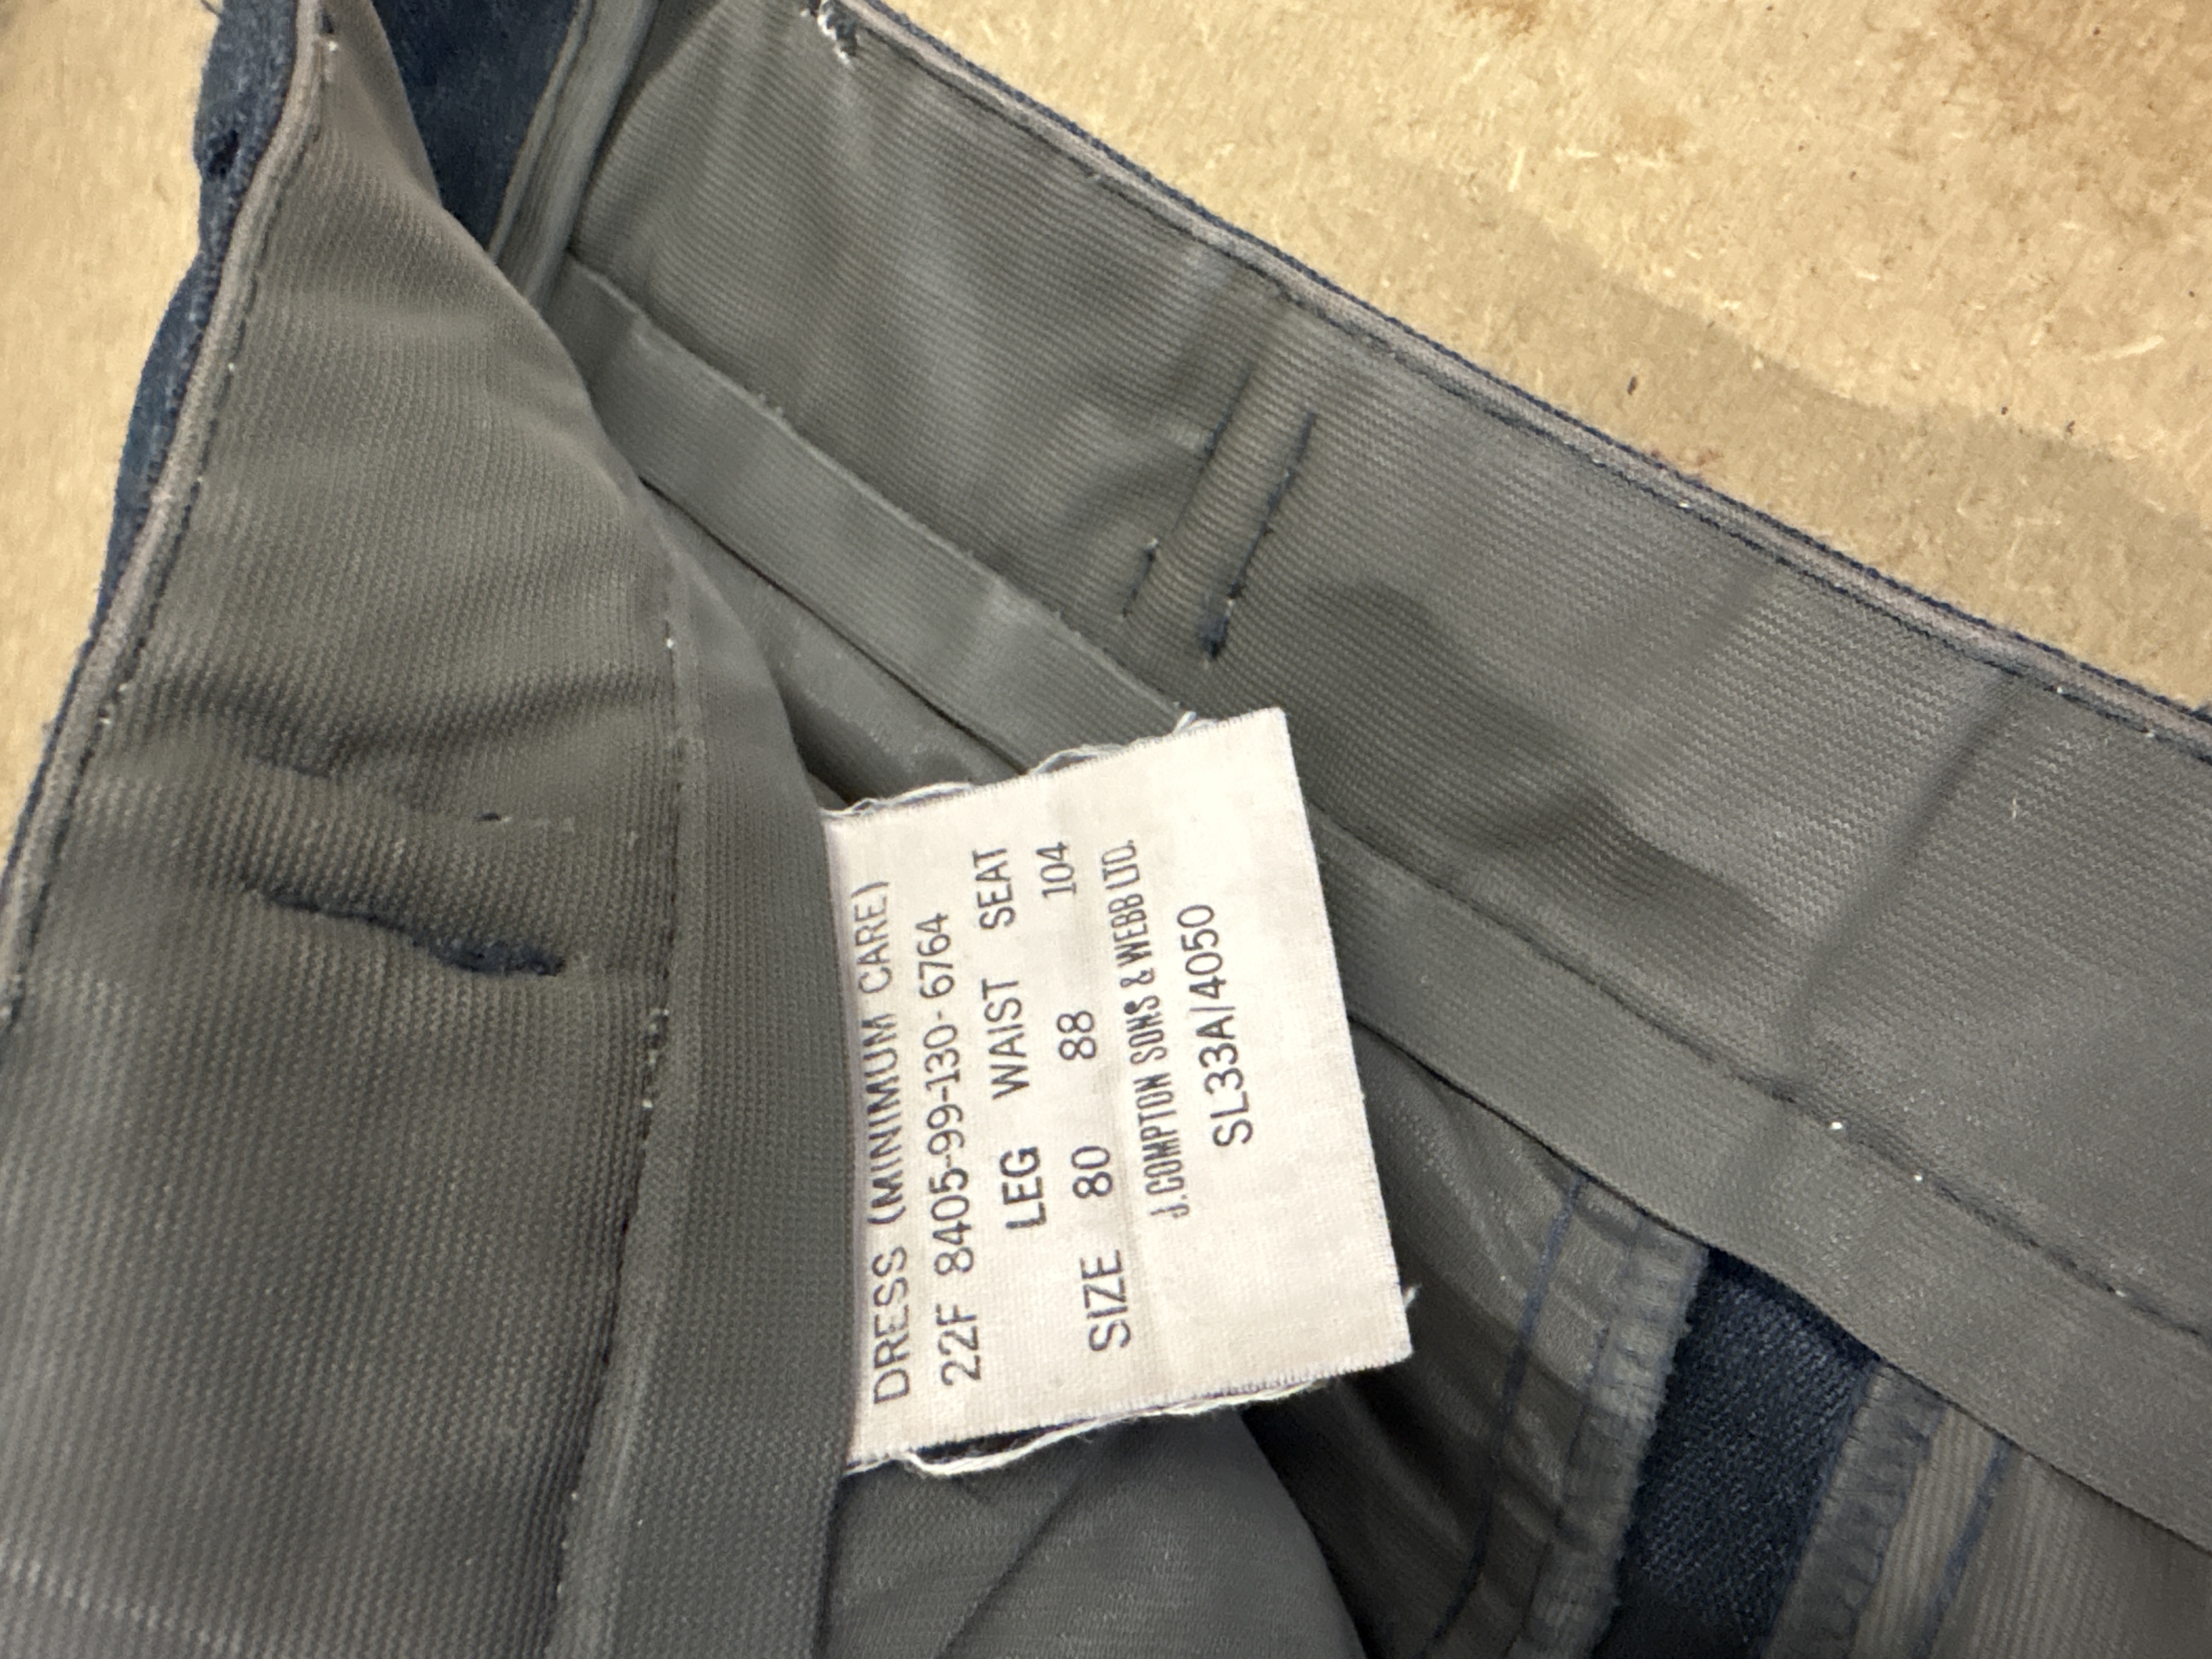 DRESS (MINIMUM CARE)
22F 8405-99-130-6764
LEG WAIST SEAT
SIZE 80 88 104
J. COMPTON SONS & WEBB LTD.
SL33A/4050